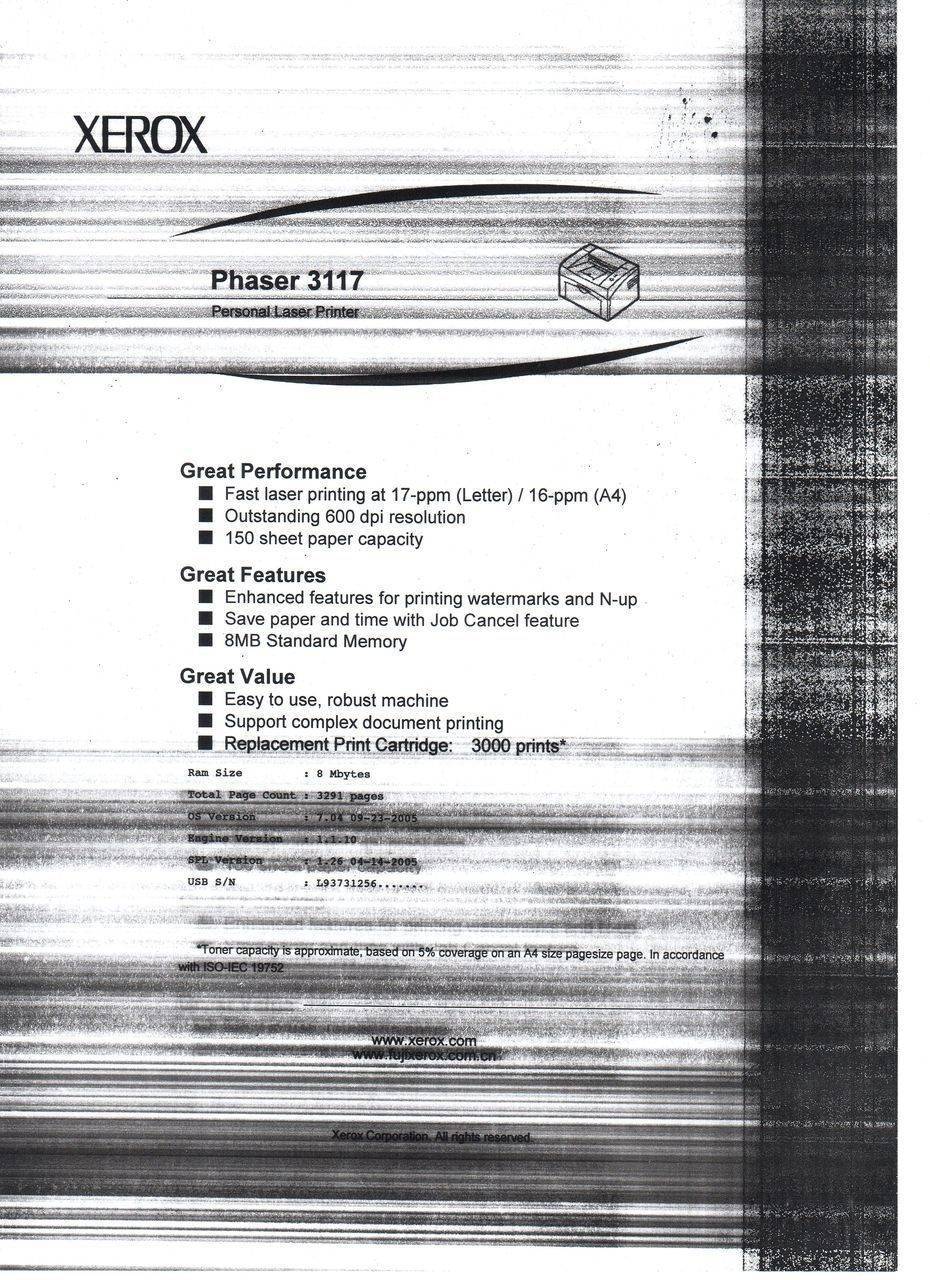 XEROX
Phaser 3117
Personal Laser Printer
Great Performance
■ Fast laser printing at 17-ppm (Letter) / 16-ppm (A4)
■ Outstanding 600 dpi resolution
■ 150 sheet paper capacity
Great Features
■ Enhanced features for printing watermarks and N-up
■ Save paper and time with Job Cancel feature
■ 8MB Standard Memory
Great Value
■ Easy to use, robust machine
■ Support complex document printing
■ Replacement Print Cartridge: 3000 prints*
Ram Size : 8 Mbytes
Total Page Count : 3291 pages
OS Version : 7.04 09-23-2005
Engine Version : 1.1.10
SPL Version : 1.26 04-14-2005
USB S/N : L93731256.......
*Toner capacity is approximate, based on 5% coverage on an A4 size pagesize page. In accordance
with ISO-IEC 19752
www.xerox.com
www.fujixerox.com.cn
Xerox Corporation. All rights reserved.